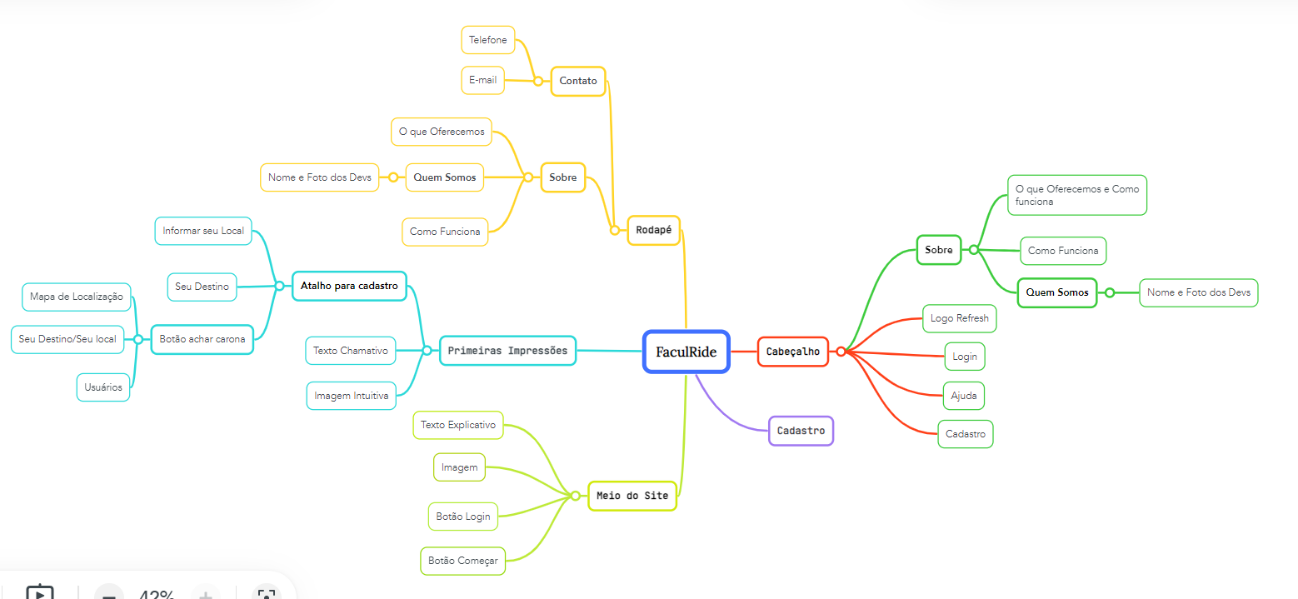 Telefone
E-mail
Contato
O que Oferecemos
Nome e Foto dos Devs
Quem Somos
Sobre
Como Funciona
Rodapé
Informar seu Local
Seu Destino
Atalho para cadastro
Mapa de Localização
Seu Destino/Seu local
Botão achar carona
Usuários
Texto Chamativo
Primeiras Impressões
Imagem Intuitiva
FaculRide
Texto Explicativo
Imagem
Meio do Site
Botão Login
Botão Começar
O que Oferecemos e Como
funciona
Sobre
Como Funciona
Quem Somos
Nome e Foto dos Devs
Logo Refresh
Cabeçalho
Login
Ajuda
Cadastro
Cadastro
42%